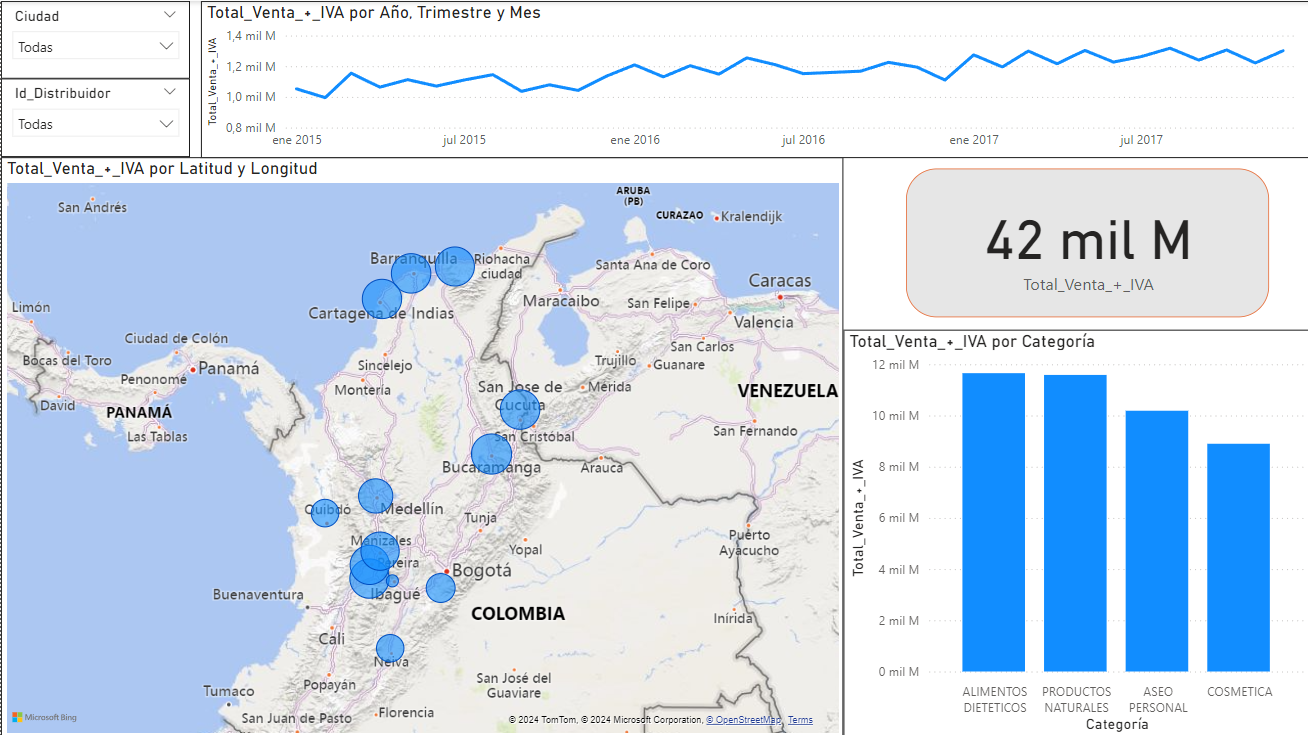 Ciudad
Todas
Id_Distribuidor
Todas
Total_Venta_+_IVA por Año, Trimestre y Mes
Total_Venta_+_IVA
1,4 mil M
1,2 mil M
1,0 mil M
0,8 mil M
ene 2015
jul 2015
ene 2016
jul 2016
ene 2017
jul 2017
Total_Venta_+_IVA por Latitud y Longitud
San Andrés
ARUBA
(PB)
CURAZAO
Kralendijk
Barranquilla
Riohacha
ciudad
Santa Ana de Coro
Caracas
Maracaibo
San Felipe
Limón
Cartagena de Indias
Valencia
Ciudad de Colón
San Carlos
Bocas del Toro
Panamá
Sincelejo
Trujillo
Guanare
Penonomé
Montería
San Jose de
Cucuta
Mérida
VENEZUELA
David
PANAMÁ
Las Tablas
San Cristóbal
San Fernando
Bucaramanga
Arauca
Quibdó
Medellín
Tunja
Puerto
Ayacucho
Manizales
Yopal
Pereira
Bogotá
Buenaventura
Ibagué
COLOMBIA
Inírida
Cali
Neiva
San José del
Guaviare
Popayán
Tumaco
Florencia
San Juan de Pasto
Microsoft Bing
© 2024 TomTom, © 2024 Microsoft Corporation, © OpenStreetMap Terms
42 mil M
Total_Venta_+_IVA
Total_Venta_+_IVA por Categoría
Total_Venta_+_IVA
12 mil M
10 mil M
8 mil M
6 mil M
4 mil M
2 mil M
0 mil M
ALIMENTOS
DIETETICOS
PRODUCTOS
NATURALES
ASEO
PERSONAL
COSMETICA
Categoría